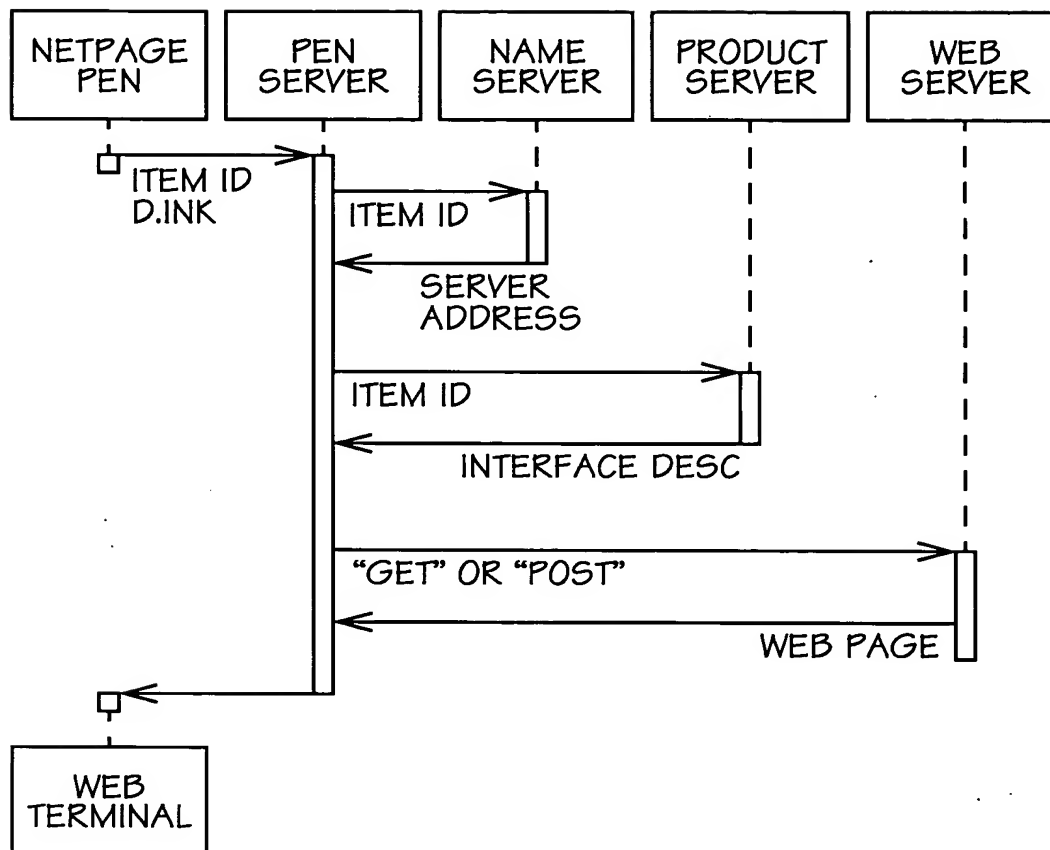 NETPAGE
PEN
PEN
SERVER
NAME
SERVER
PRODUCT
SERVER
WEB
SERVER
ITEM ID
D.INK
ITEM ID
SERVER
ADDRESS
ITEM ID
INTERFACE DESC
“GET” OR “POST”
WEB PAGE
WEB
TERMINAL